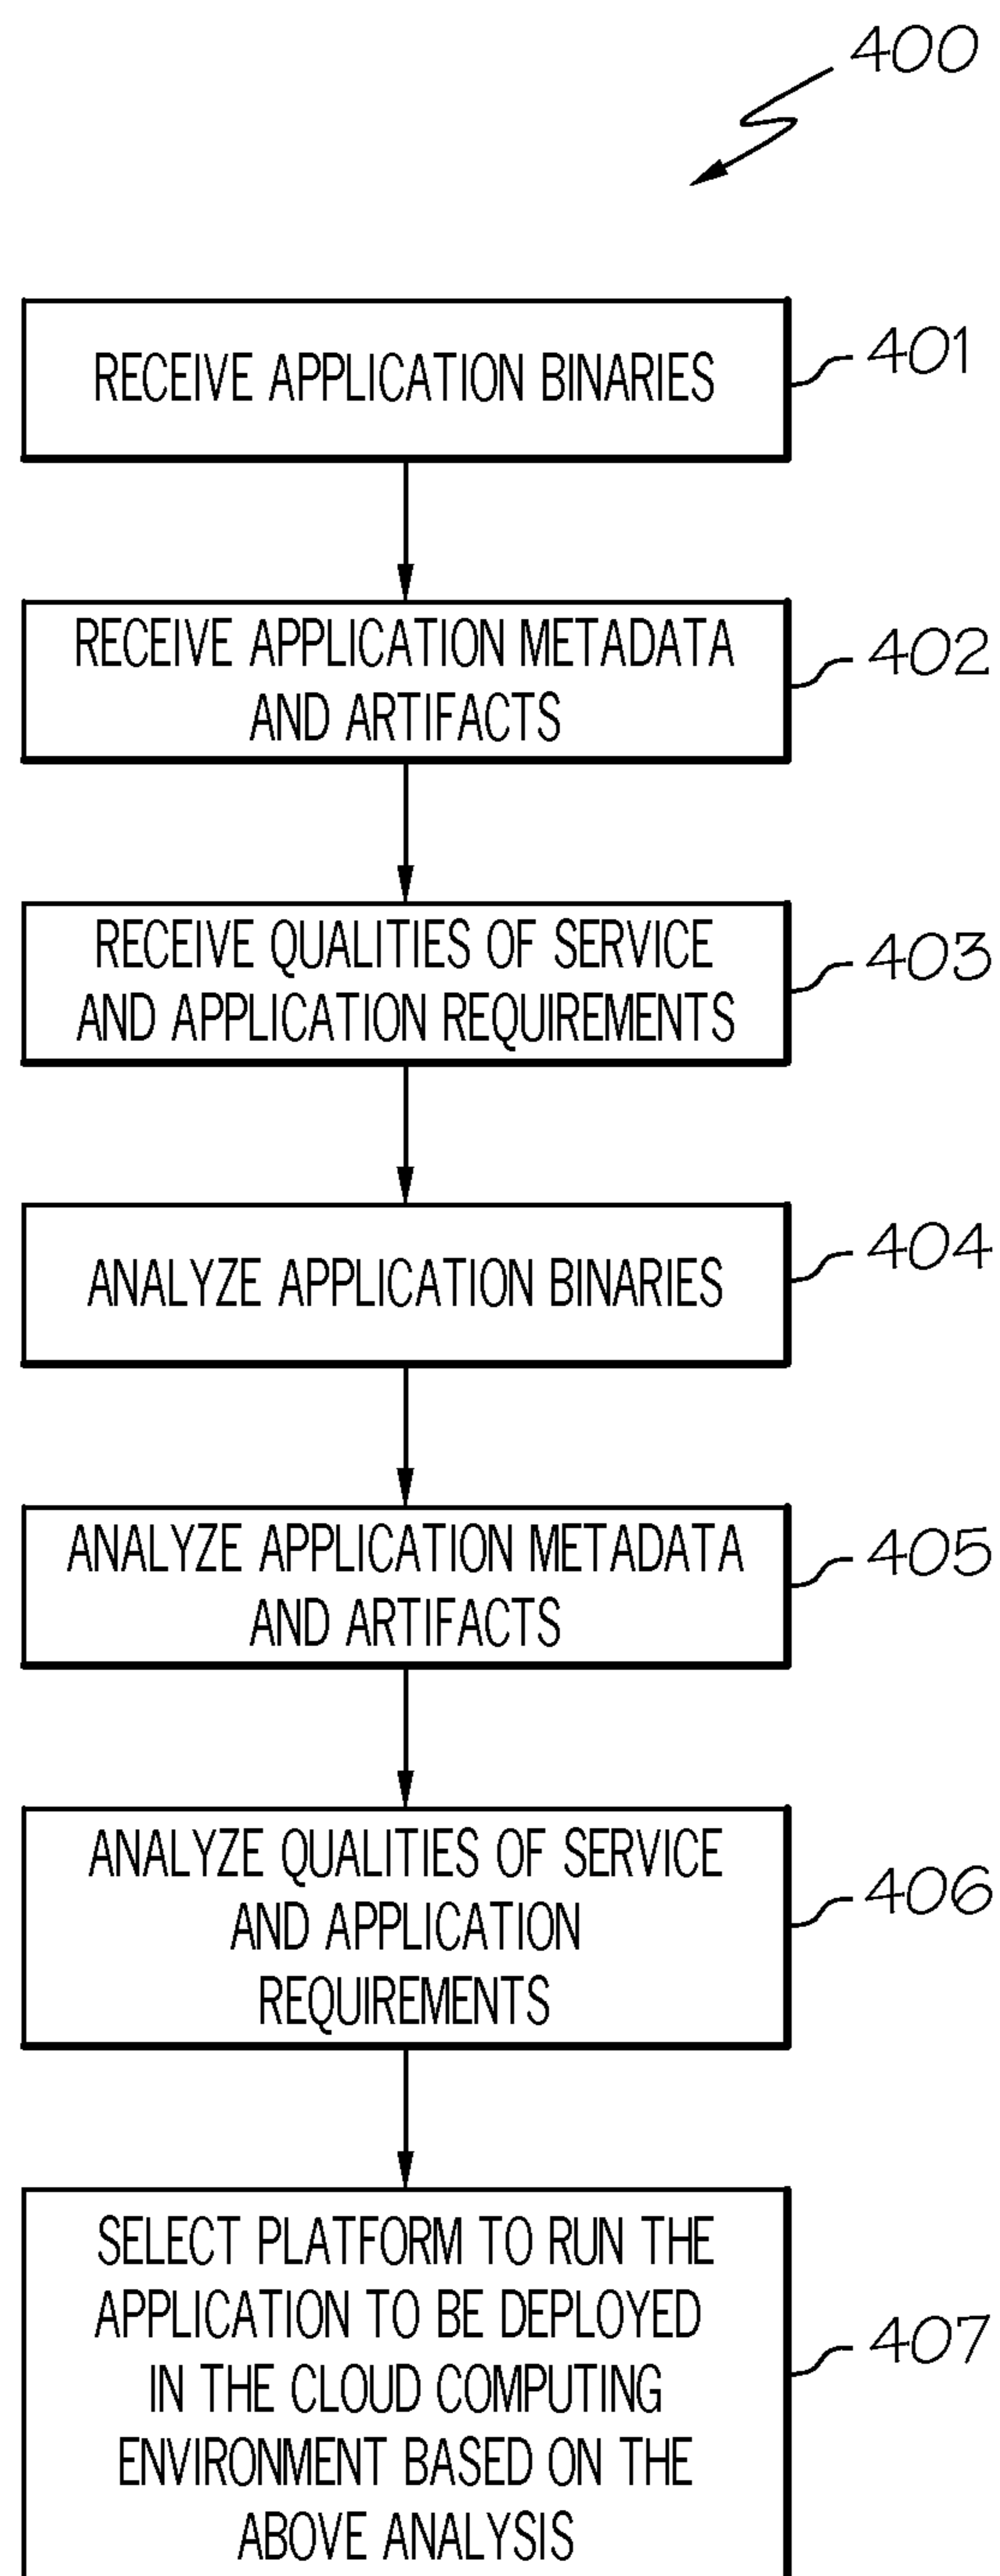 400
RECEIVE APPLICATION BINARIES
401
RECEIVE APPLICATION METADATA
AND ARTIFACTS
402
RECEIVE QUALITIES OF SERVICE
AND APPLICATION REQUIREMENTS
403
ANALYZE APPLICATION BINARIES
404
ANALYZE APPLICATION METADATA
AND ARTIFACTS
405
ANALYZE QUALITIES OF SERVICE
AND APPLICATION
REQUIREMENTS
406
SELECT PLATFORM TO RUN THE
APPLICATION TO BE DEPLOYED
IN THE CLOUD COMPUTING
ENVIRONMENT BASED ON THE
ABOVE ANALYSIS
407